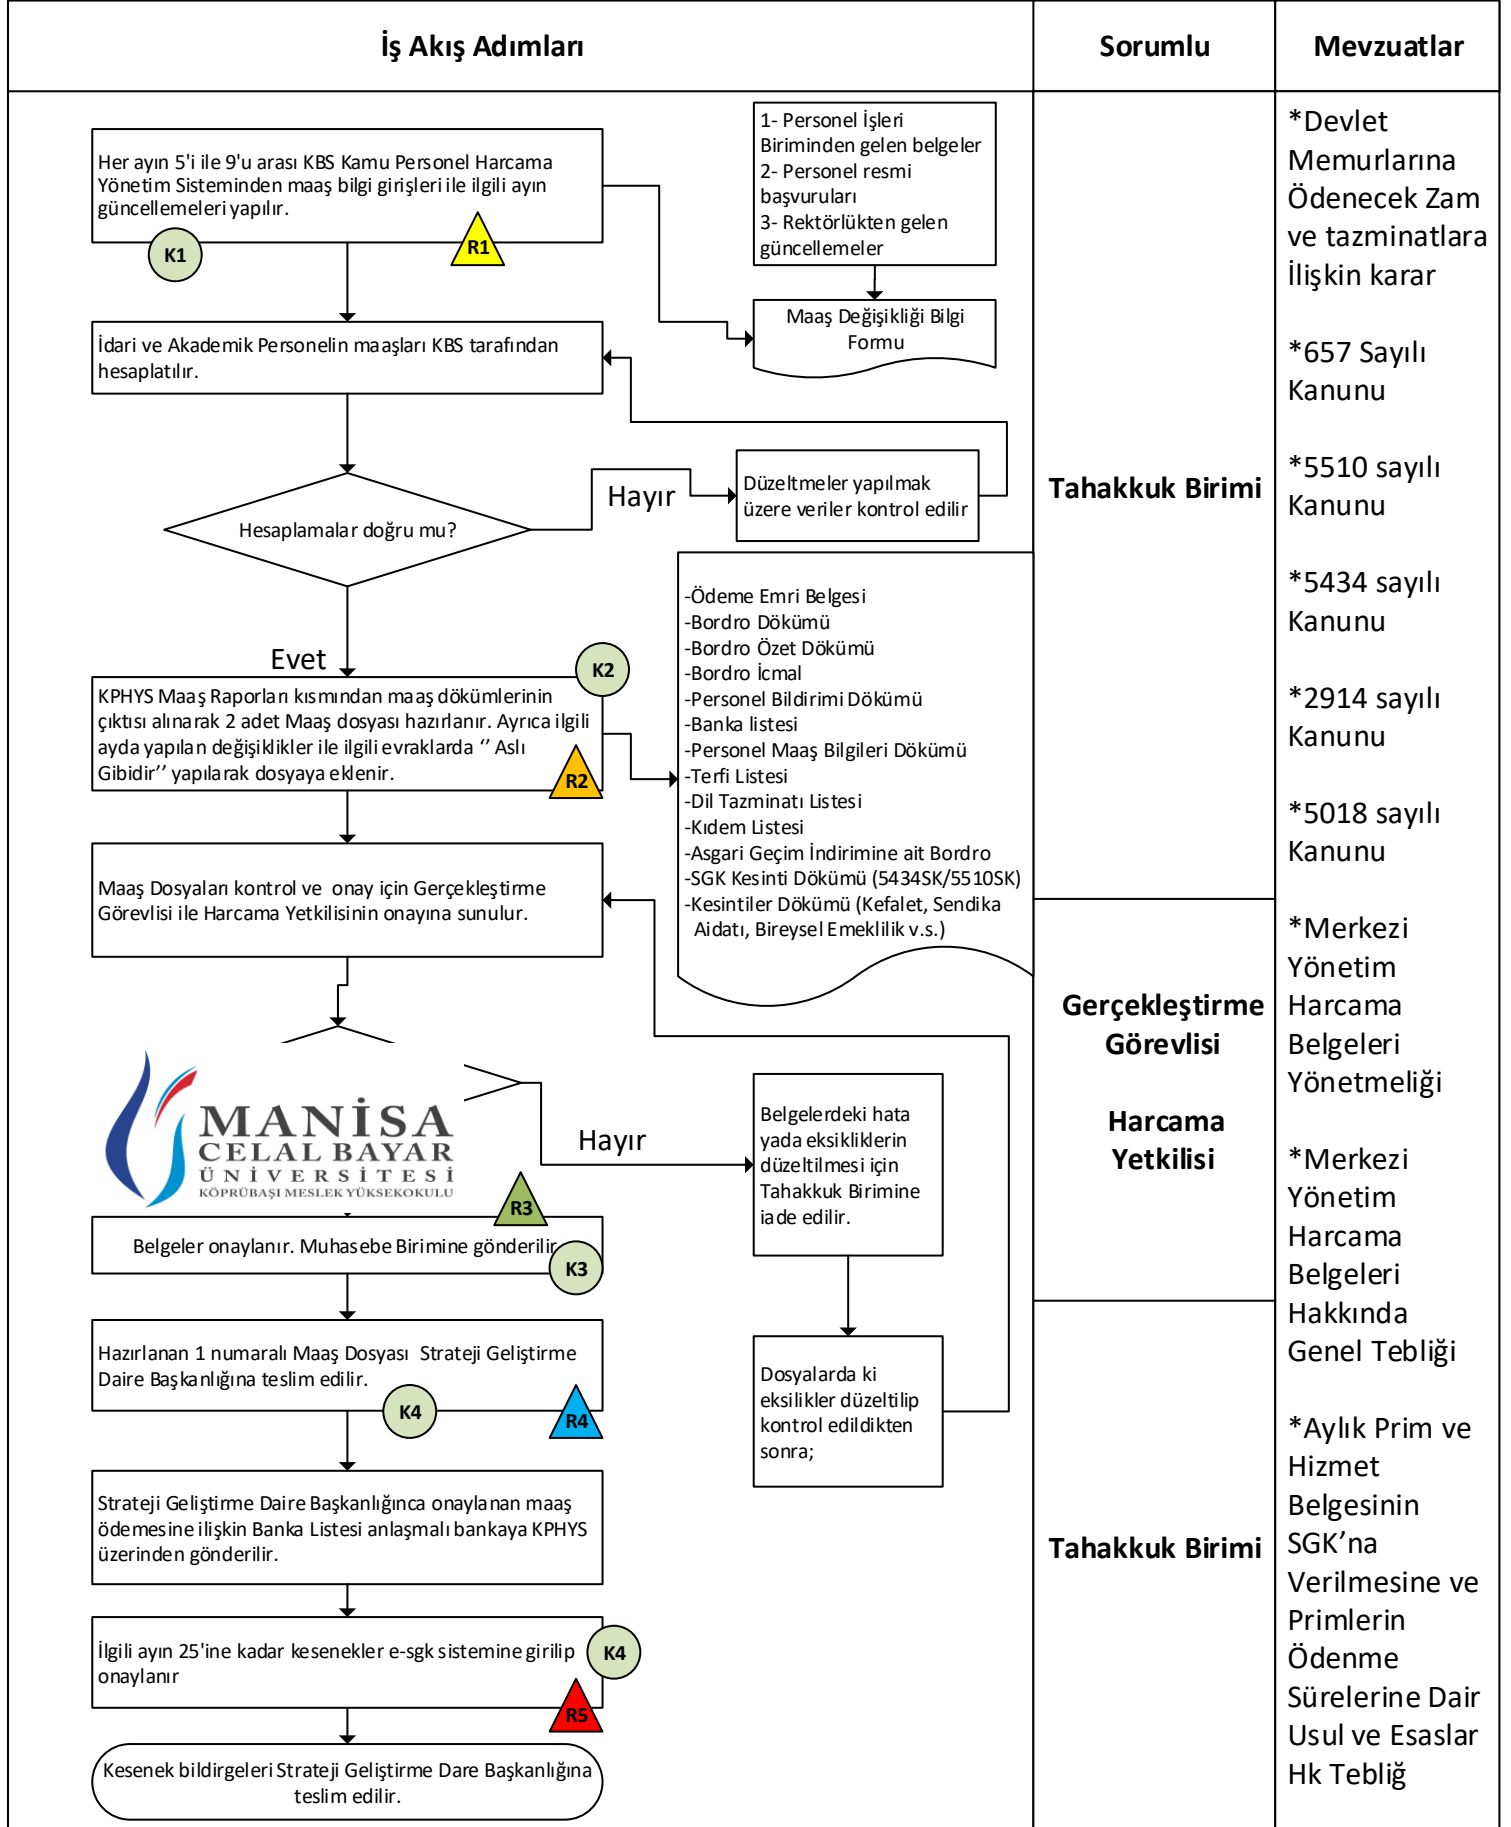 İş Akış Adımları
Sorumlu
Mevzuatlar
Her ayın 5'i ile 9'u arası KBS Kamu Personel Harcama
Yönetim Sisteminden maaş bilgi girişleri ile ilgili ayın
güncellemeleri yapılır.
K1
R1
1- Personel İşleri
Biriminden gelen belgeler
2- Personel resmi
başvuruları
3- Rektörlükten gelen
güncellemeler
Maaş Değişikliği Bilgi
Formu
İdari ve Akademik Personelin maaşları KBS tarafından
hesaplatılır.
Hesaplamalar doğru mu?
Hayır
Düzeltmeler yapılmak
üzere veriler kontrol edilir
Evet
K2
KPHYS Maaş Raporları kısmından maaş dökümlerinin
çıktısı alınarak 2 adet Maaş dosyası hazırlanır. Ayrıca ilgili
ayda yapılan değişiklikler ile ilgili evraklarda ‘’ Aslı
Gibidir’’ yapılarak dosyaya eklenir.
R2
-Ödeme Emri Belgesi
-Bordro Dökümü
-Bordro Özet Dökümü
-Bordro İcmal
-Personel Bildirimi Dökümü
-Banka listesi
-Personel Maaş Bilgileri Dökümü
-Terfi Listesi
-Dil Tazminatı Listesi
-Kıdem Listesi
-Asgari Geçim İndirimine ait Bordro
-SGK Kesinti Dökümü (5434SK/5510SK)
-Kesintiler Dökümü (Kefalet, Sendika
Aidatı, Bireysel Emeklilik v.s.)
Maaş Dosyaları kontrol ve onay için Gerçekleştirme
Görevlisi ile Harcama Yetkilisinin onayına sunulur.
MANİSA
CELAL BAYAR
ÜNİVERSİTESİ
KÖPRÜBAŞI MESLEK YÜKSEKOKULU
Hayır
Belgelerdeki hata
yada eksikliklerin
düzeltilmesi için
Tahakkuk Birimine
iade edilir.
R3
Belgeler onaylanır. Muhasebe Birimine gönderilir
K3
Hazırlanan 1 numaralı Maaş Dosyası Strateji Geliştirme
Daire Başkanlığına teslim edilir.
K4
R4
Dosyalarda ki
eksilikler düzeltilip
kontrol edildikten
sonra;
Strateji Geliştirme Daire Başkanlığınca onaylanan maaş
ödemesine ilişkin Banka Listesi anlaşmalı bankaya KPHYS
üzerinden gönderilir.
İlgili ayın 25'ine kadar kesenekler e-sgk sistemine girilip
onaylanır
K4
R5
Kesenek bildirgeleri Strateji Geliştirme Dare Başkanlığına
teslim edilir.
Tahakkuk Birimi
Gerçekleştirme
Görevlisi
Harcama
Yetkilisi
Tahakkuk Birimi
*Devlet
Memurlarına
Ödenecek Zam
ve tazminatlara
İlişkin karar
*657 Sayılı
Kanunu
*5510 sayılı
Kanunu
*5434 sayılı
Kanunu
*2914 sayılı
Kanunu
*5018 sayılı
Kanunu
*Merkezi
Yönetim
Harcama
Belgeleri
Yönetmeliği
*Merkezi
Yönetim
Harcama
Belgeleri
Hakkında
Genel Tebliği
*Aylık Prim ve
Hizmet
Belgesinin
SGK’na
Verilmesine ve
Primlerin
Ödenme
Sürelerine Dair
Usul ve Esaslar
Hk Tebliğ